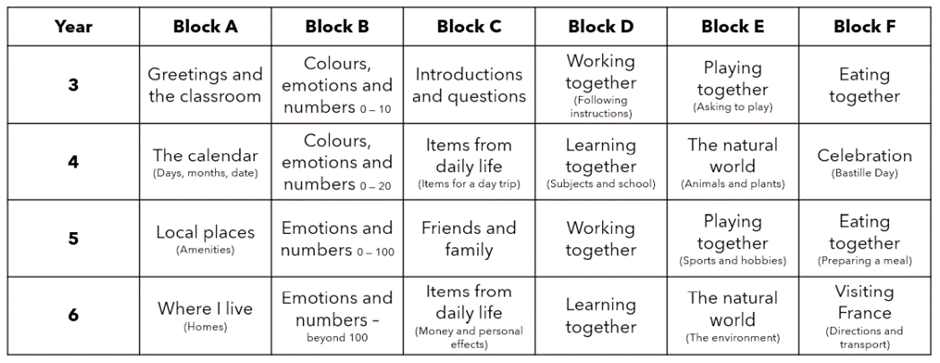 Year Block A Block B Block C Block D Block E Block F
3
Greetings and
the classroom
Colours,
emotions and
numbers 0 – 10
Introductions
and questions
Working
together
(Following
instructions)
Playing
together
(Asking to play)
Eating
together
4
The calendar
(Days, months, date)
Colours,
emotions and
numbers 0 – 20
Items from
daily life
(Items for a day trip)
Learning
together
(Subjects and school)
The natural
world
(Animals and plants)
Celebration
(Bastille Day)
5
Local places
(Amenities)
Emotions and
numbers 0 – 100
Friends and
family
Working
together
Playing
together
(Sports and hobbies)
Eating
together
(Preparing a meal)
6
Where I live
(Homes)
Emotions and
numbers –
beyond 100
Items from
daily life
(Money and personal
effects)
Learning
together
The natural
world
(The environment)
Visiting
France
(Directions and
transport)